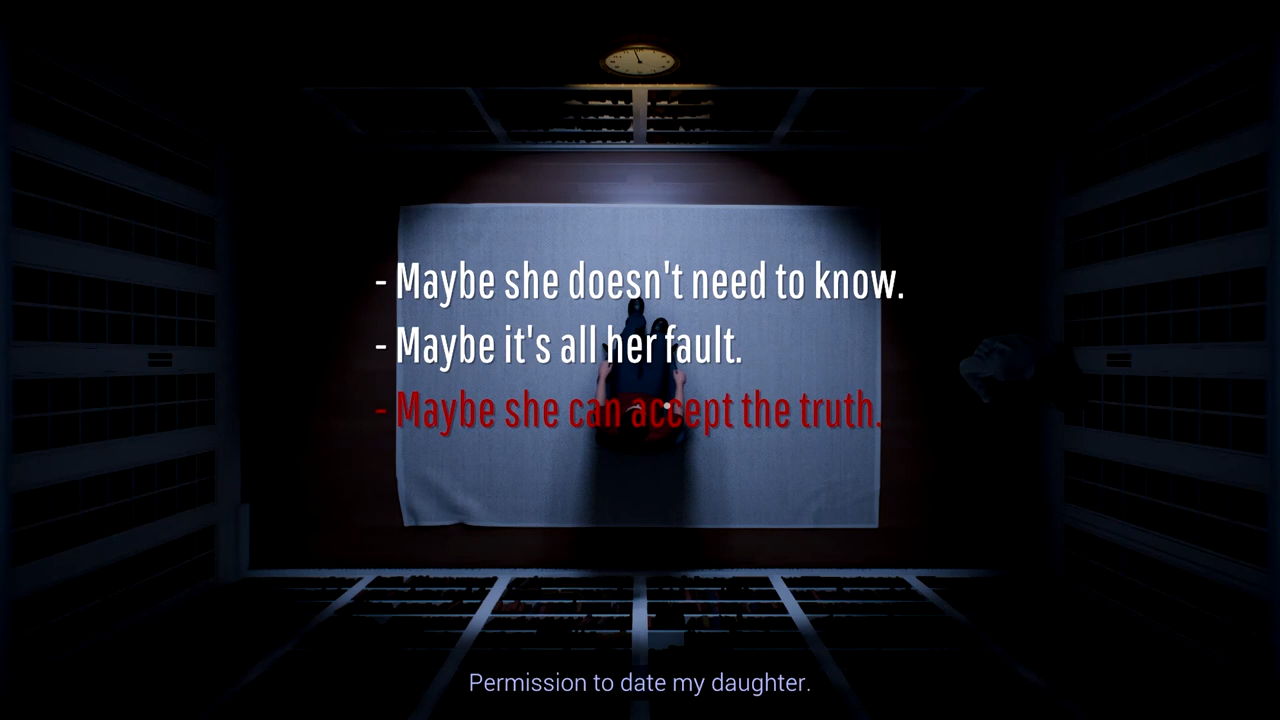 - Maybe she doesn't need to know.
- Maybe it's all her fault.
- Maybe she can accept the truth.
Permission to date my daughter.